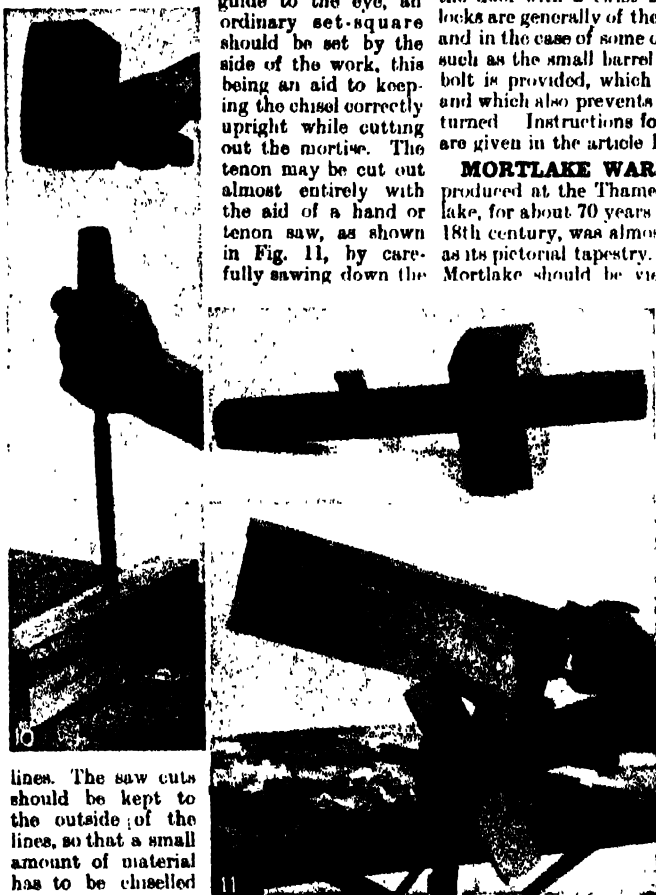 guide to the eye, an
ordinary set-square
should be set by the
side of the work, this
being an aid to keep-
ing the chisel correctly
upright while cutting
out the mortise. The
tenon may be cut out
almost entirely with
the aid of a hand or
tenon saw, as shown
in Fig. 11, by care-
fully sawing down the
lines. The saw cuts
should be kept to
the outside of the
lines, so that a small
amount of material
has to be chiselled
locks are generally of the
and in the case of some
such as the small barrel
bolt is provided, which
and which also prevents
turned Instructions
are given in the article
MORTLAKE WAR
produced at the Thame
lake, for about 70 years
18th century, was almos
as its pictorial tapestry.
Mortlake should be
10
11